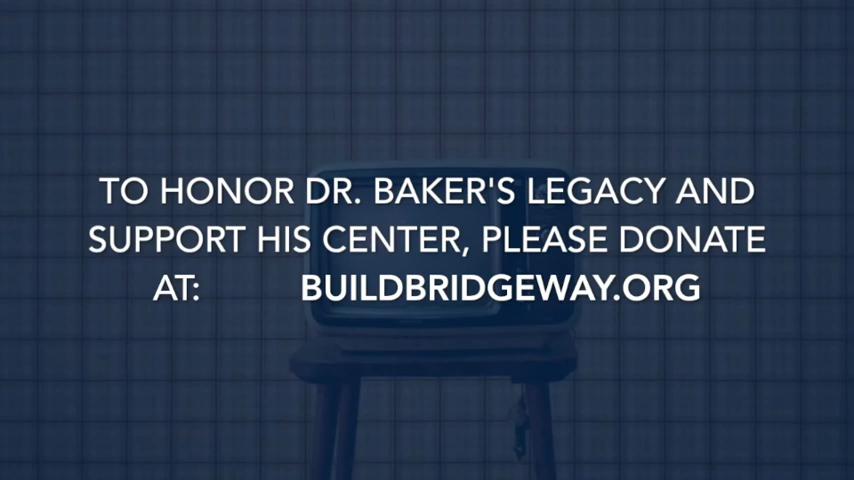 TO HONOR DR. BAKER'S LEGACY AND
SUPPORT HIS CENTER, PLEASE DONATE
AT: BUILDBRIDGEWAY.ORG